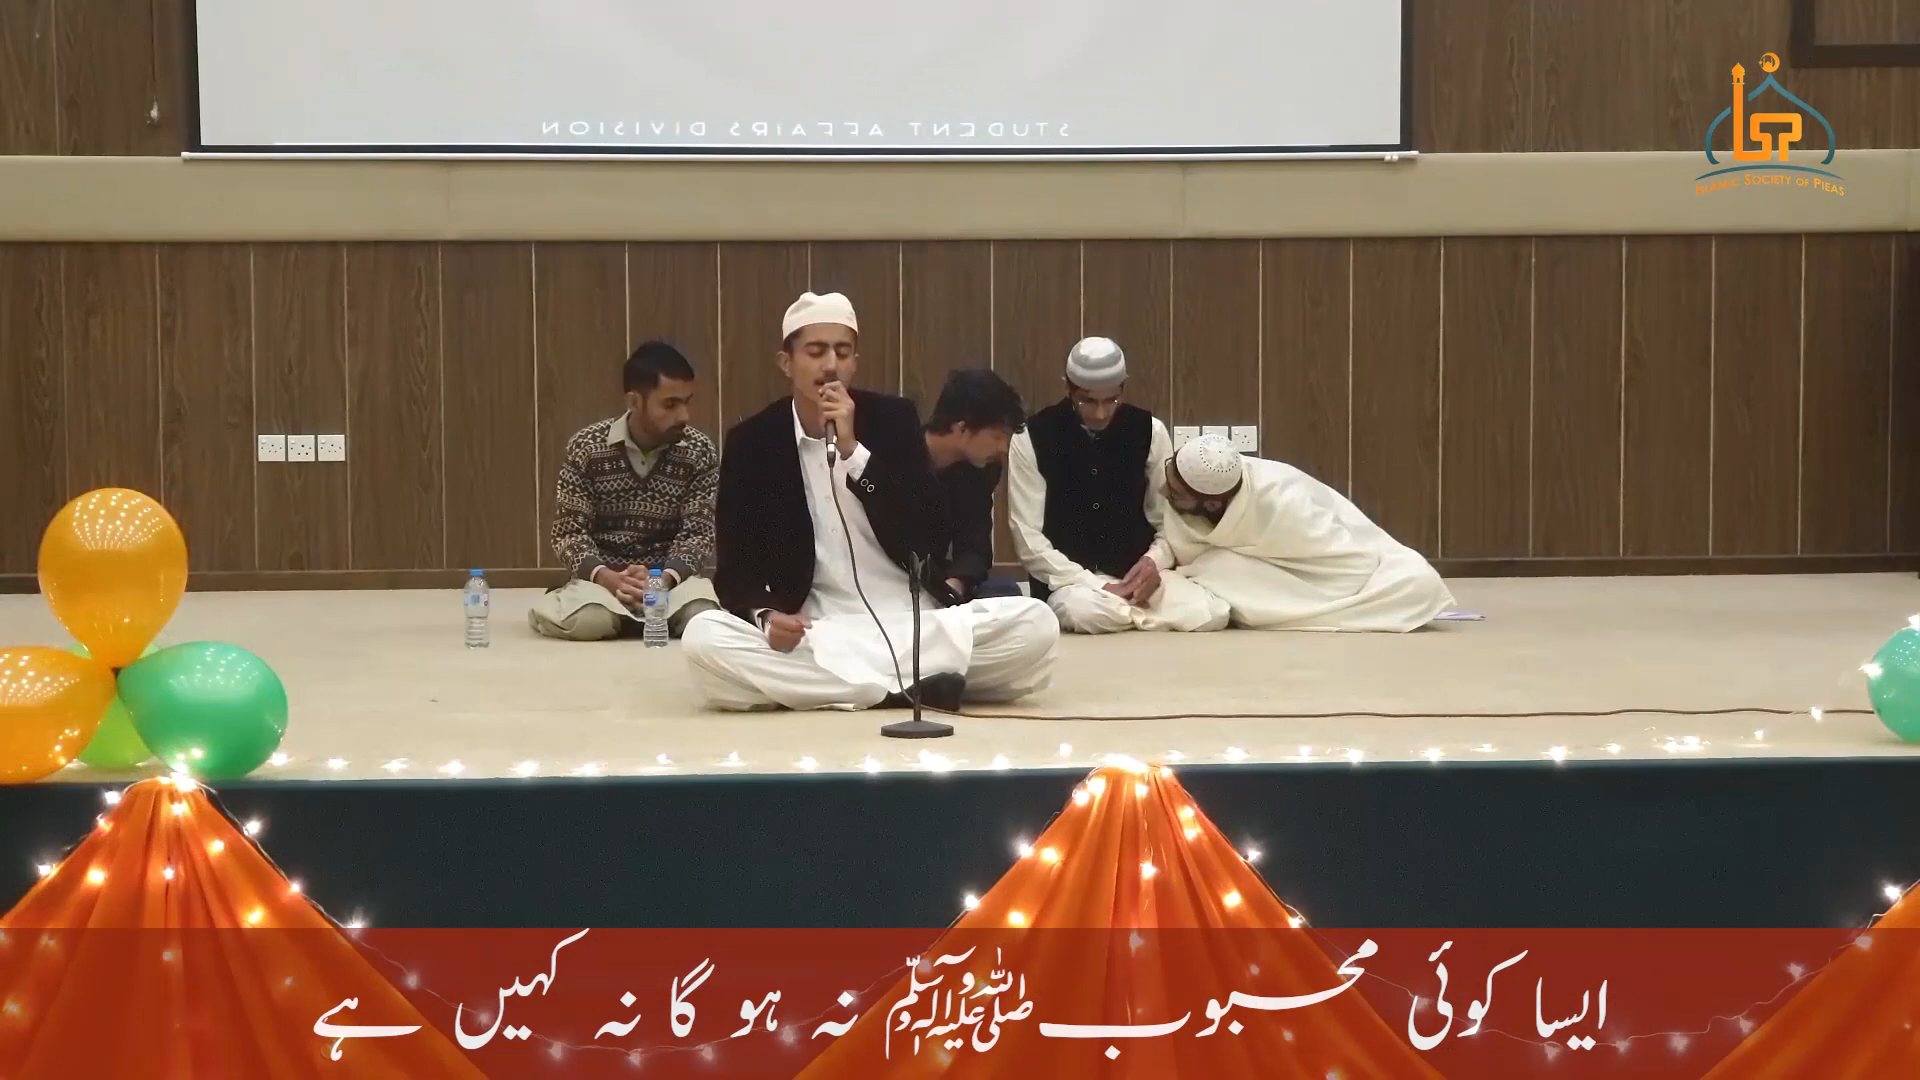 STUDENT AFFAIRS DIVISION
ISP
ISLAMIC SOCIETY OF PIEAS
ایسا کوئی محبوب ﷺ نہ ہو گا نہ کہیں ہے